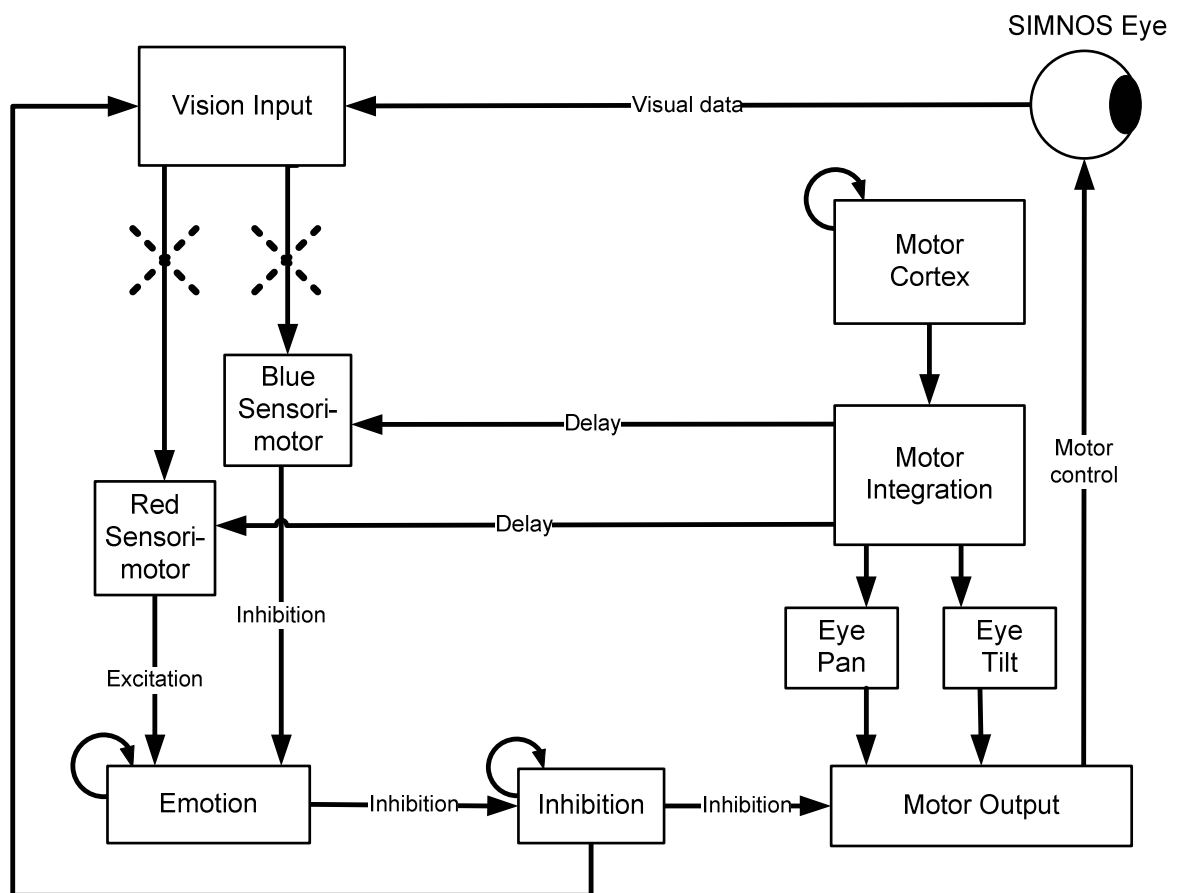 SIMNOS Eye
Vision Input
Visual data
Motor
Cortex
Blue
Sensori-
motor
Delay
Motor
Integration
Motor
control
Red
Sensori-
motor
Delay
Inhibition
Eye
Pan
Eye
Tilt
Excitation
Emotion
Inhibition
Inhibition
Inhibition
Motor Output